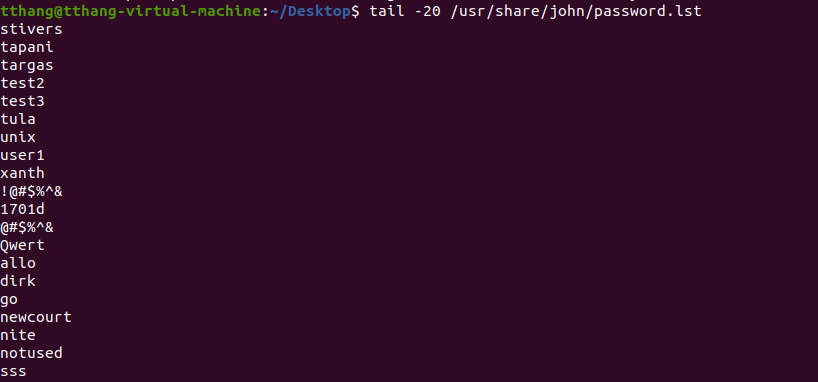 tthang@tthang-virtual-machine:~/Desktop$ tail -20 /usr/share/john/password.lst
stivers
tapani
targas
test2
test3
tula
unix
user1
xanth
!@#$%^&
1701d
@#$%^&
Qwert
allo
dirk
go
newcourt
nite
notused
sss